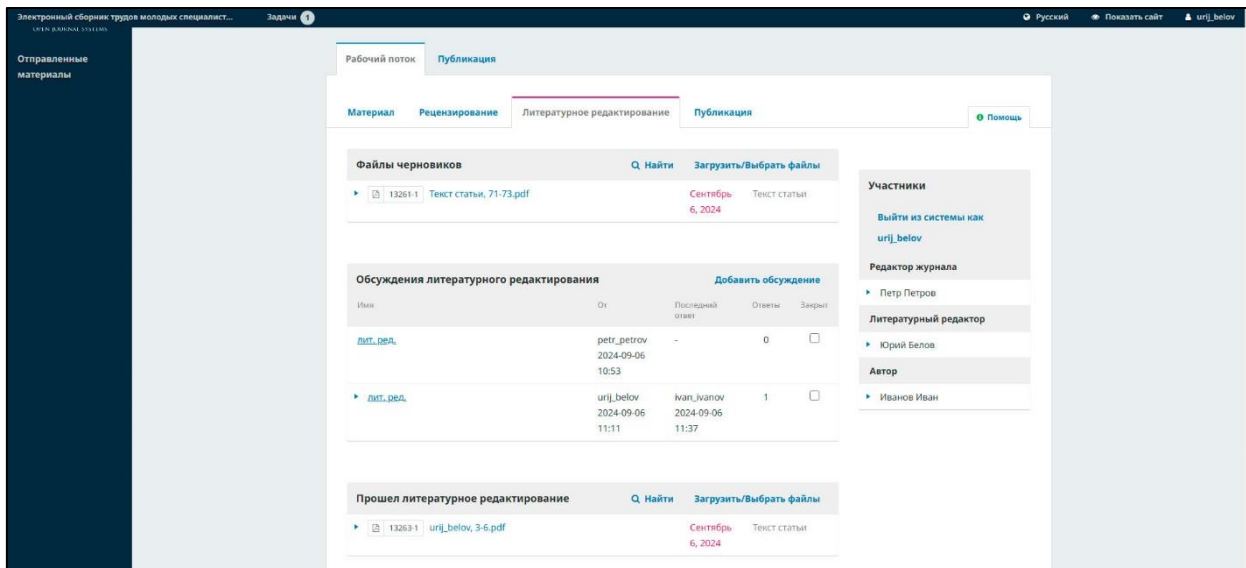 Электронный сборник трудов молодых специалист... Задачи 1 Русский Показать сайт urij_belov
OPEN JOURNAL SYSTEMS
Отправленные
материалы
Рабочий поток Публикация
Материал Рецензирование Литературное редактирование Публикация
Помощь
Файлы черновиков Найти Загрузить/Выбрать файлы
13261-1 Текст статьи, 71-73.pdf Сентябрь Текст статьи
6, 2024
Обсуждения литературного редактирования Добавить обсуждение
Имя От Последний Ответы Закрыт
ответ
лит. ред. petr_petrov - 0
2024-09-06
10:53
лит. ред. urij_belov ivan_ivanov 1
2024-09-06 2024-09-06
11:11 11:37
Прошел литературное редактирование Найти Загрузить/Выбрать файлы
13263-1 urij_belov, 3-6.pdf Сентябрь Текст статьи
6, 2024
Участники
Выйти из системы как
urij_belov
Редактор журнала
Петр Петров
Литературный редактор
Юрий Белов
Автор
Иванов Иван